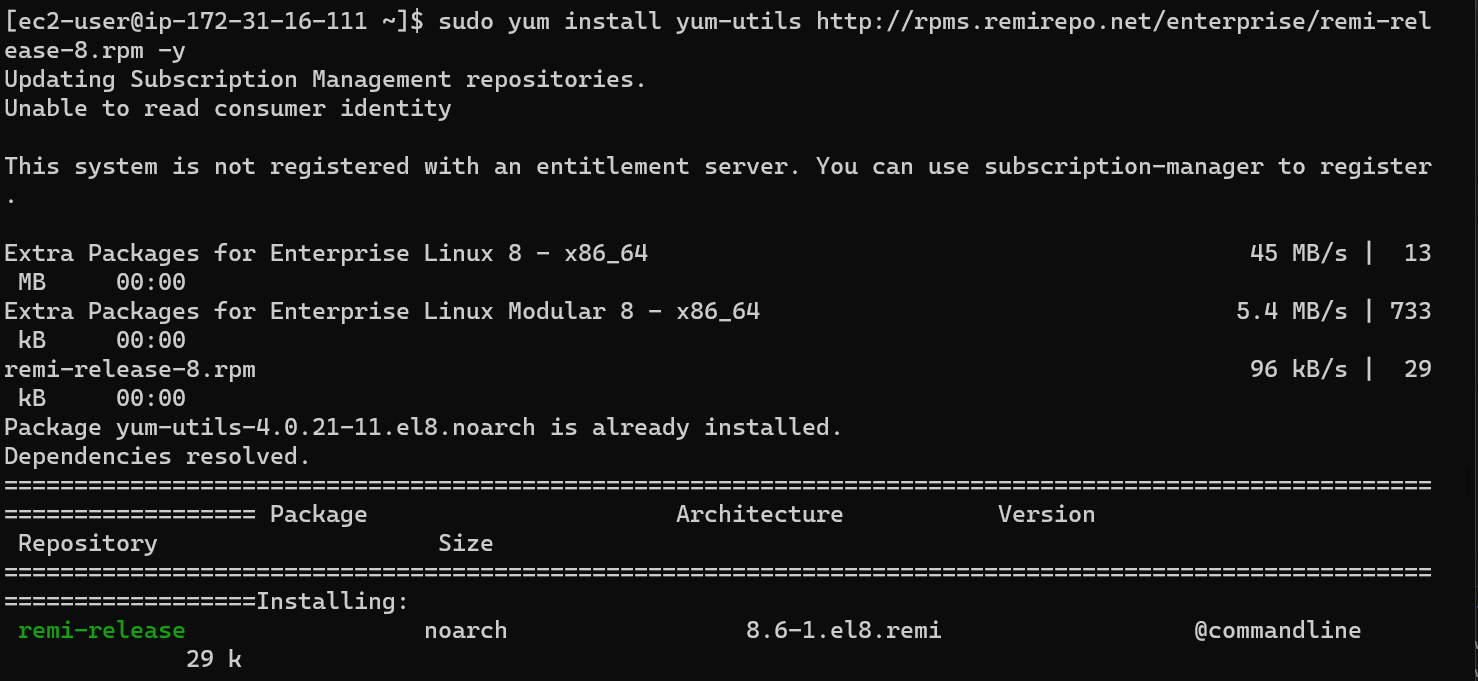 [ec2-user@ip-172-31-16-111 ~]$ sudo yum install yum-utils http://rpms.remirepo.net/enterprise/remi-rel
ease-8.rpm -y
Updating Subscription Management repositories.
Unable to read consumer identity
This system is not registered with an entitlement server. You can use subscription-manager to register
.
Extra Packages for Enterprise Linux 8 - x86_64 45 MB/s | 13
MB 00:00
Extra Packages for Enterprise Linux Modular 8 - x86_64 5.4 MB/s | 733
kB 00:00
remi-release-8.rpm 96 kB/s | 29
kB 00:00
Package yum-utils-4.0.21-11.el8.noarch is already installed.
Dependencies resolved.
======================================================================================================
================== Package Architecture Version
Repository Size
======================================================================================================
==================Installing:
remi-release noarch 8.6-1.el8.remi @commandline
29 k